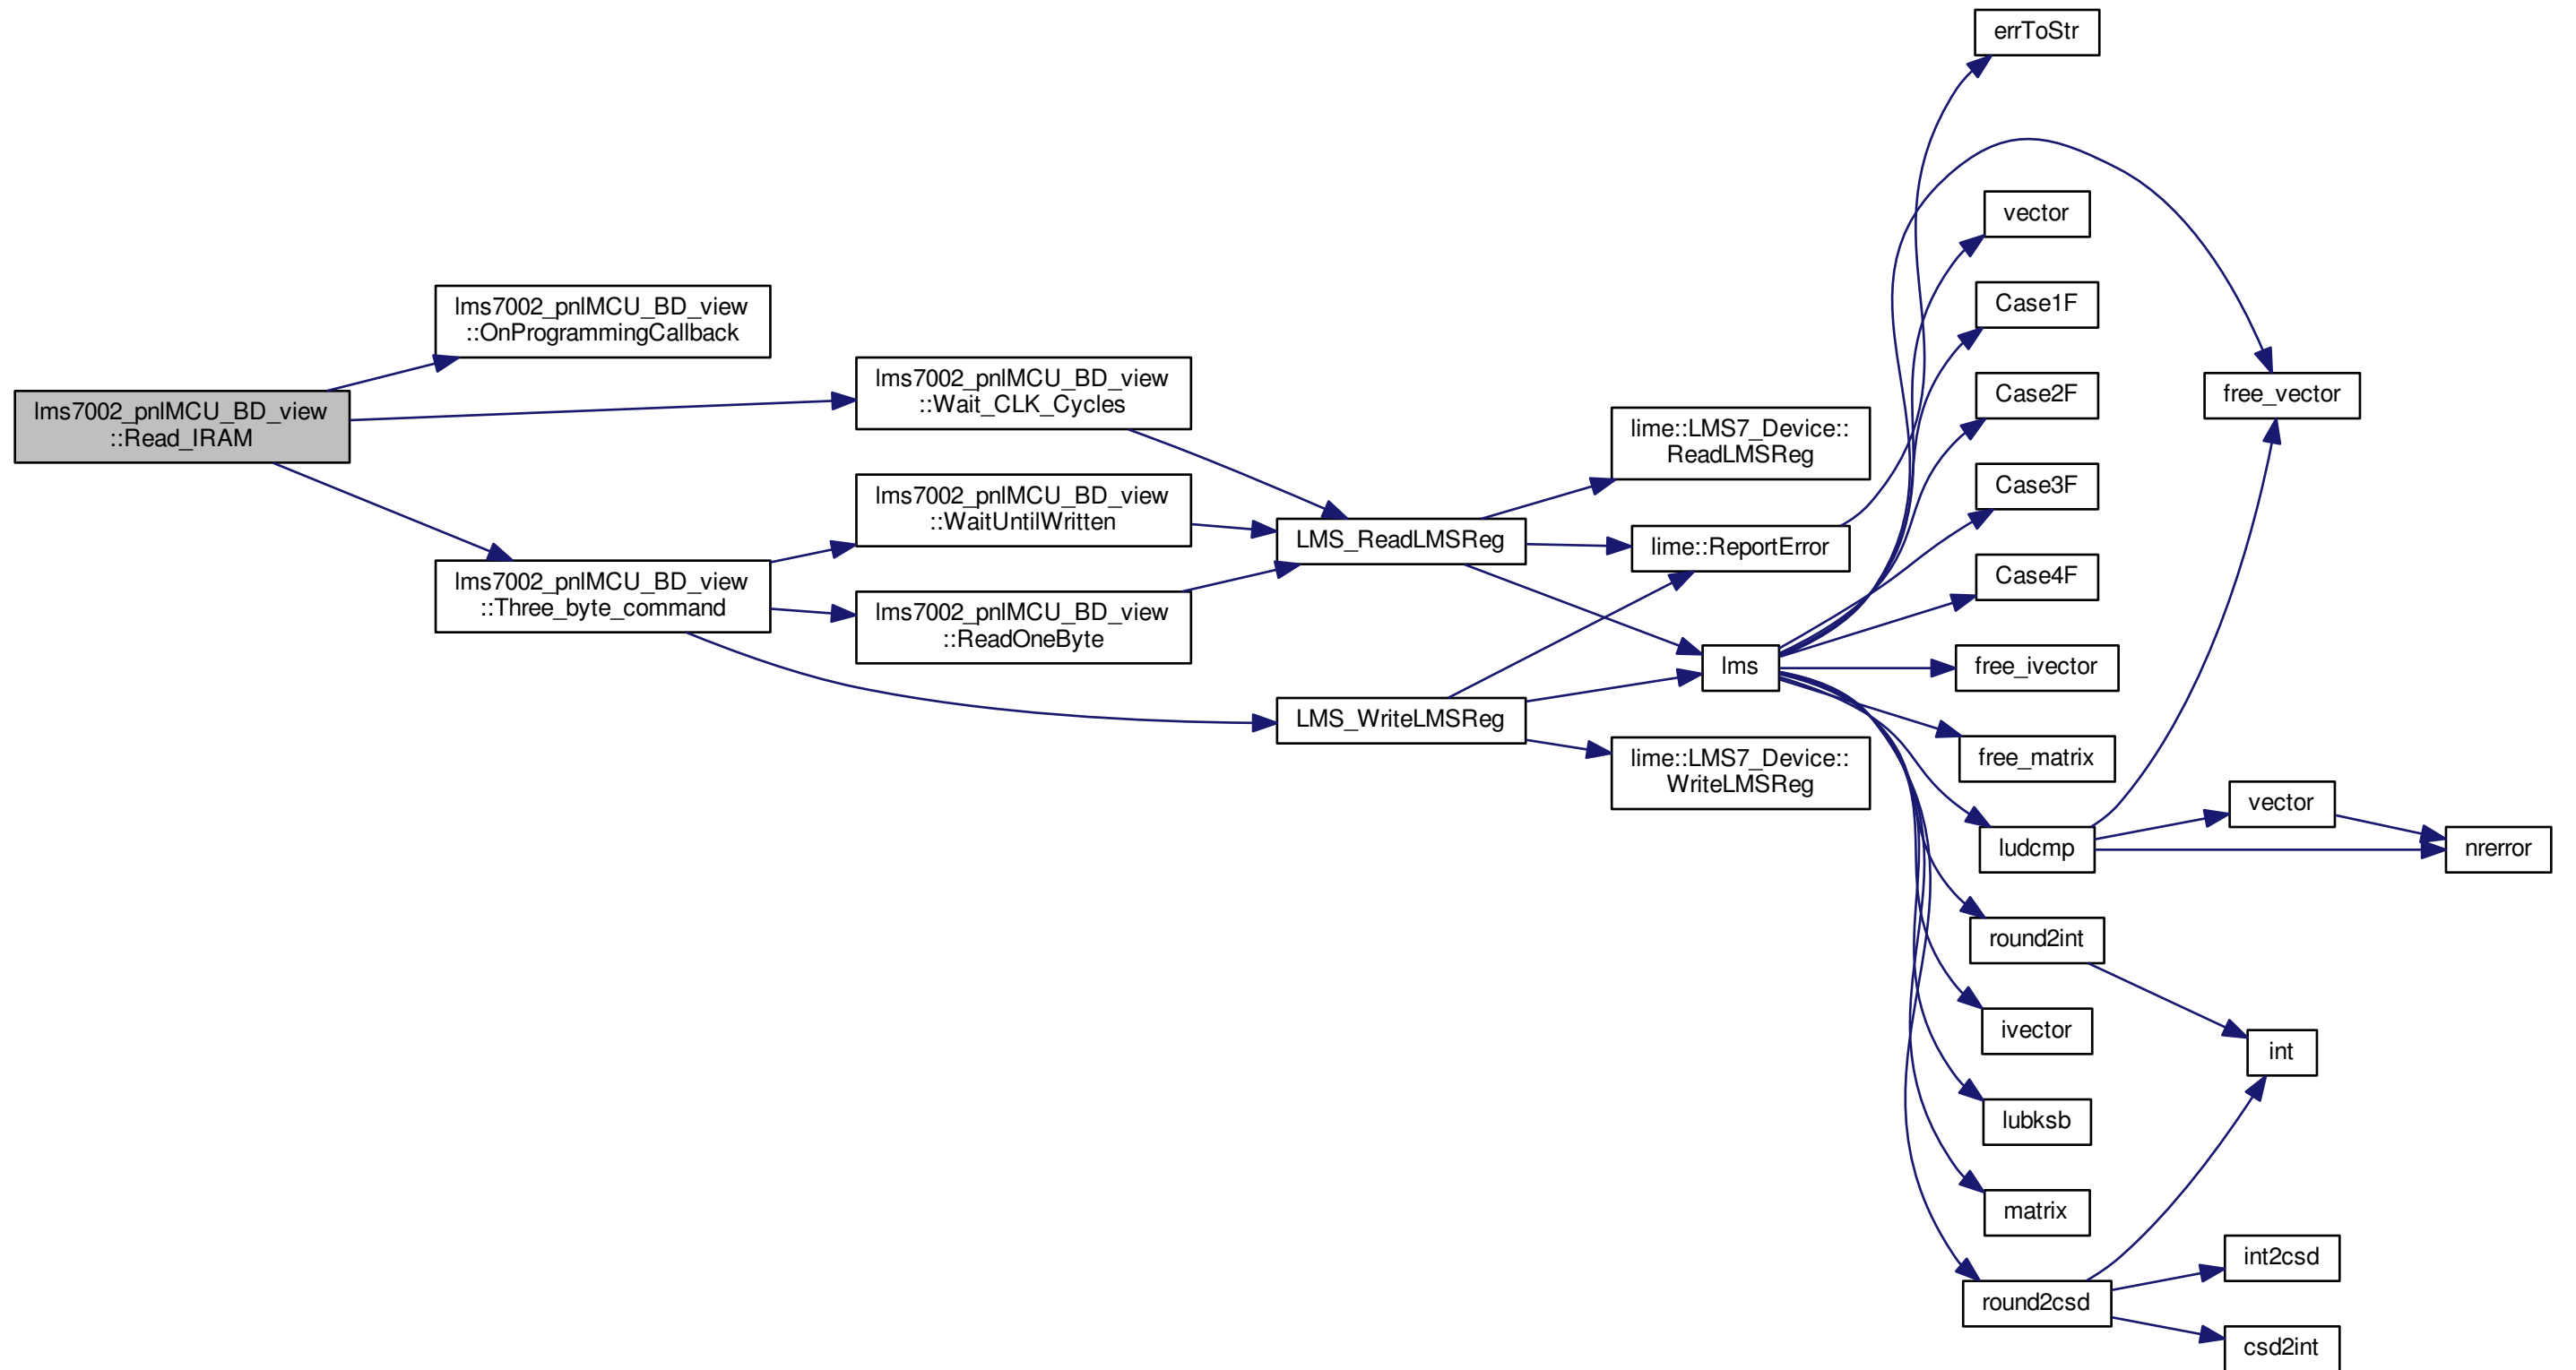 lms7002_pnlMCU_BD_view
::Read_IRAM
lms7002_pnlMCU_BD_view
::OnProgrammingCallback
lms7002_pnlMCU_BD_view
::Three_byte_command
lms7002_pnlMCU_BD_view
::Wait_CLK_Cycles
lms7002_pnlMCU_BD_view
::WaitUntilWritten
lms7002_pnlMCU_BD_view
::ReadOneByte
LMS_ReadLMSReg
LMS_WriteLMSReg
lime::LMS7_Device::
ReadLMSReg
lime::ReportError
lms
lime::LMS7_Device::
WriteLMSReg
errToStr
vector
Case1F
Case2F
Case3F
Case4F
free_ivector
free_matrix
ludcmp
round2int
ivector
lubksb
matrix
round2csd
free_vector
vector
nrerror
int
int2csd
csd2int